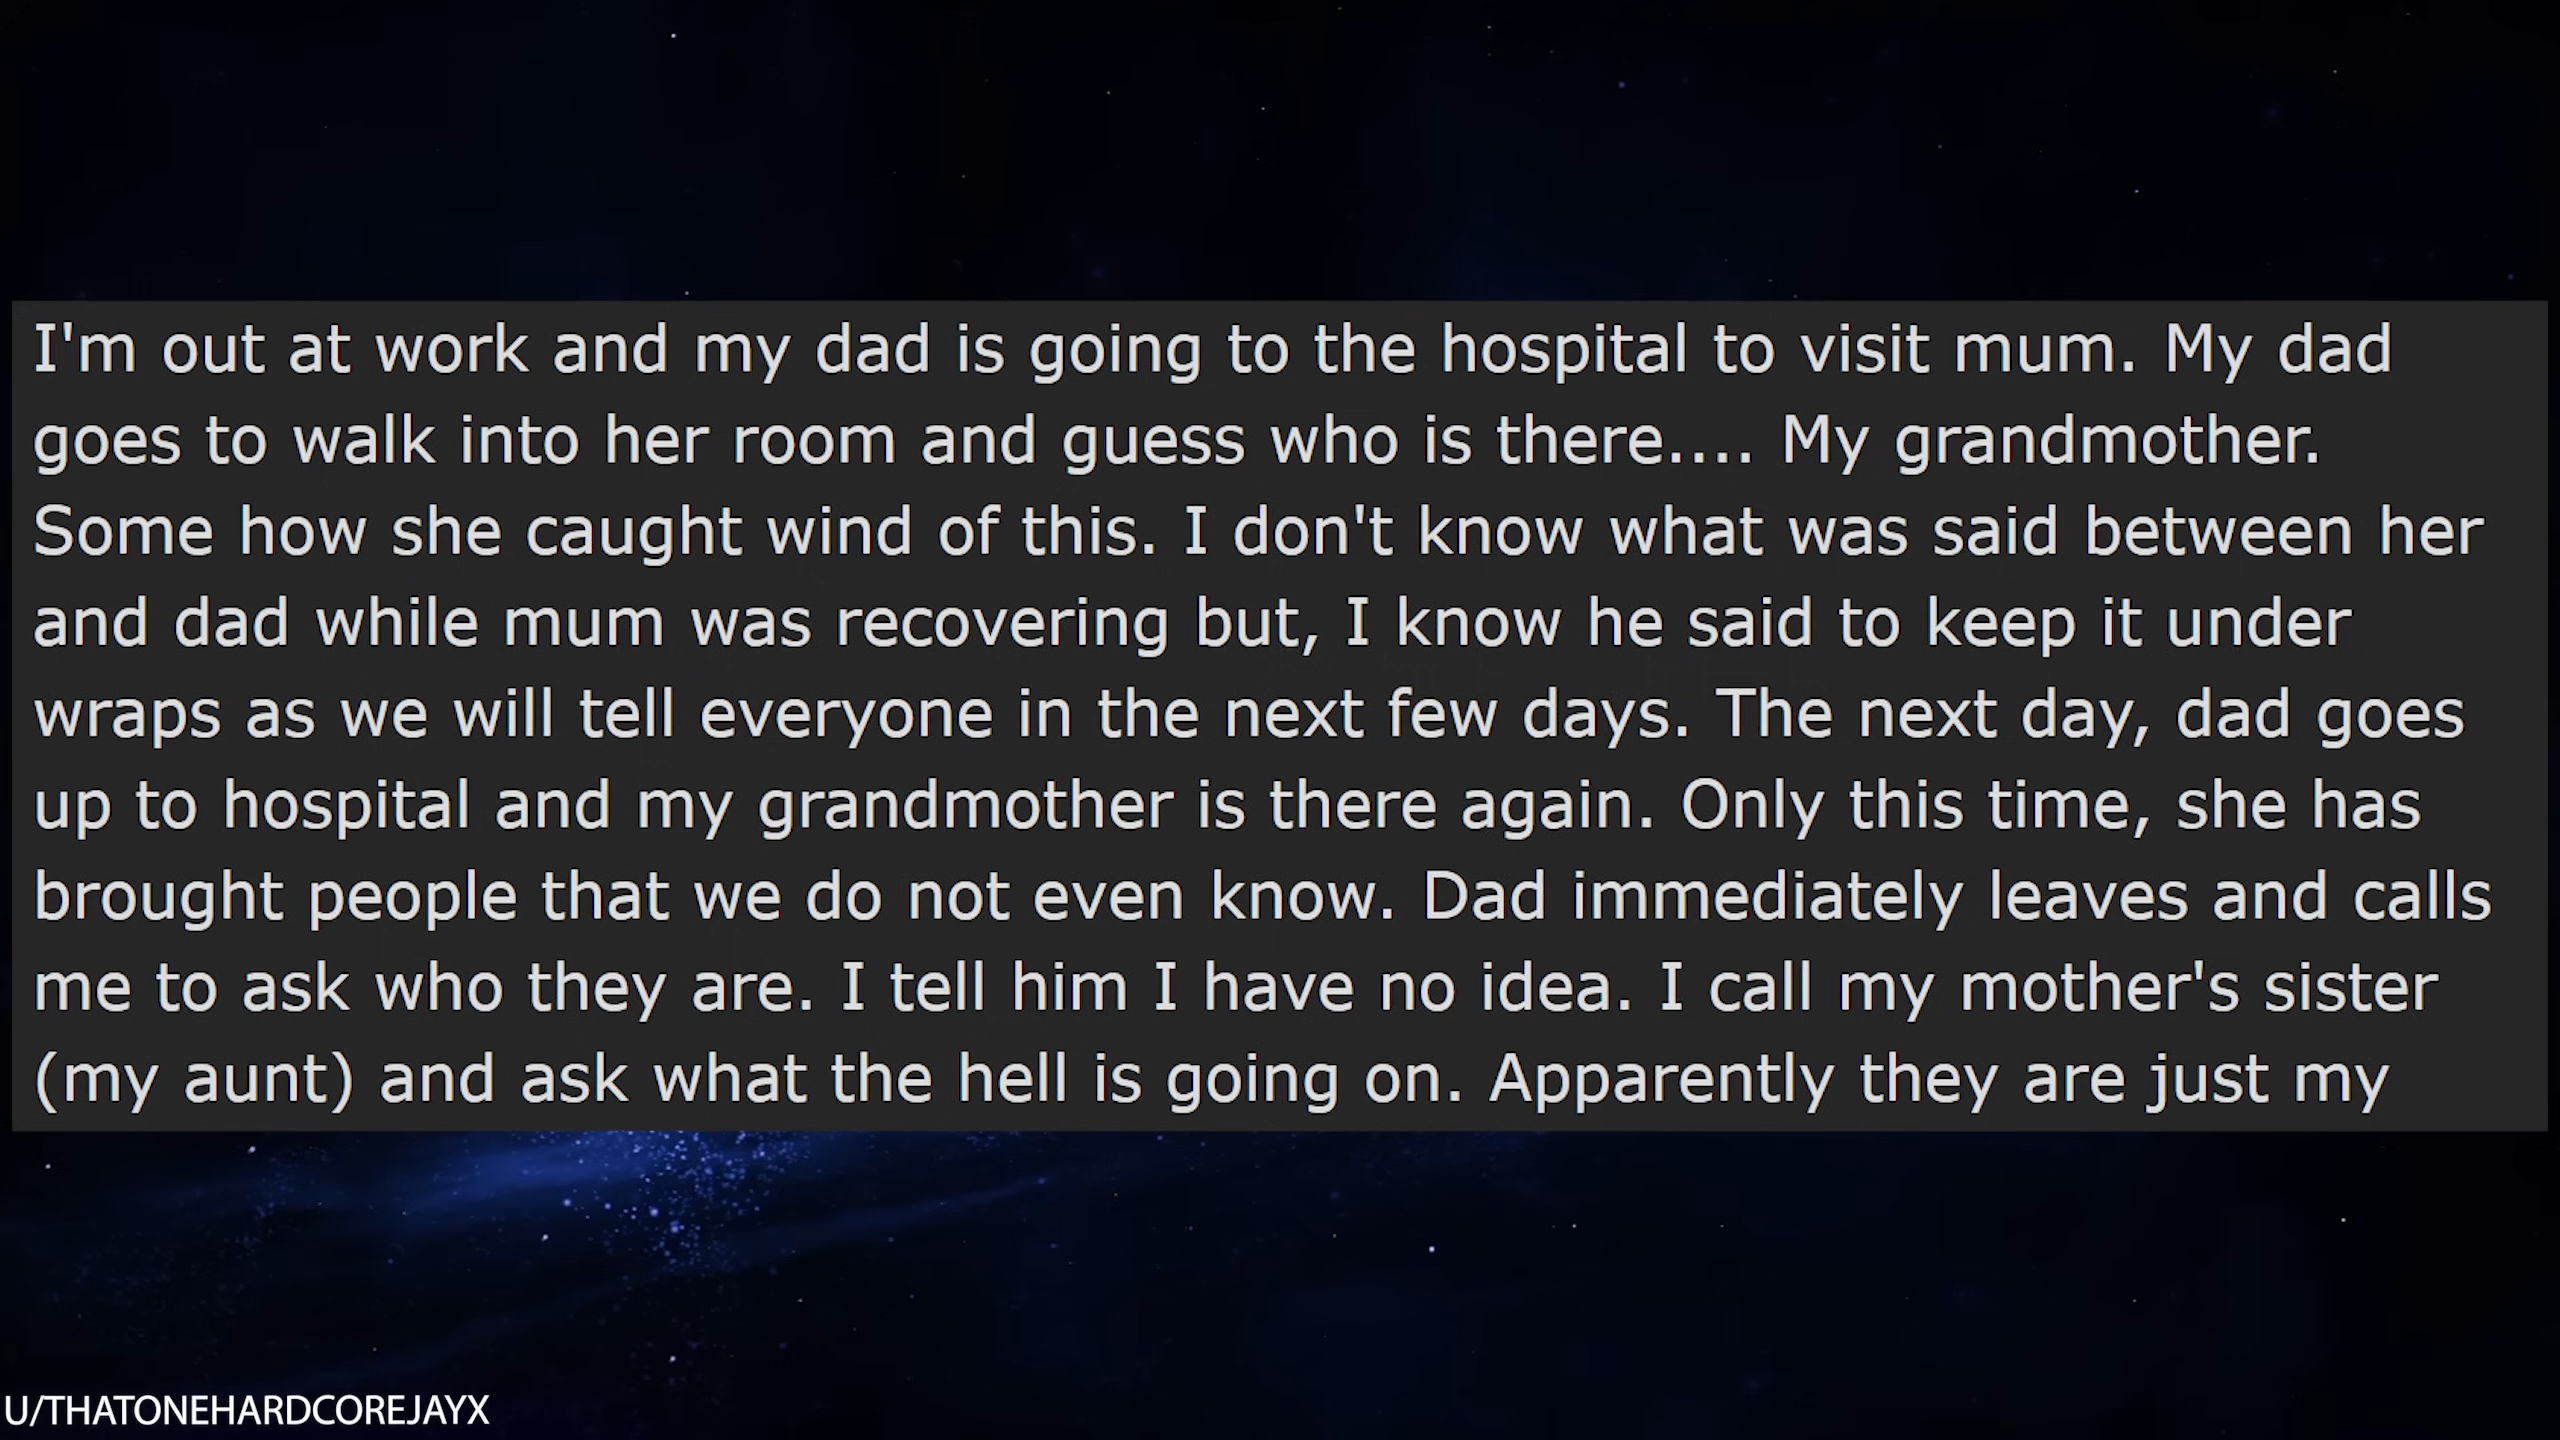 I'm out at work and my dad is going to the hospital to visit mum. My dad
goes to walk into her room and guess who is there.... My grandmother.
Some how she caught wind of this. I don't know what was said between her
and dad while mum was recovering but, I know he said to keep it under
wraps as we will tell everyone in the next few days. The next day, dad goes
up to hospital and my grandmother is there again. Only this time, she has
brought people that we do not even know. Dad immediately leaves and calls
me to ask who they are. I tell him I have no idea. I call my mother's sister
(my aunt) and ask what the hell is going on. Apparently they are just my
U/THATONEHARDCOREJAYX